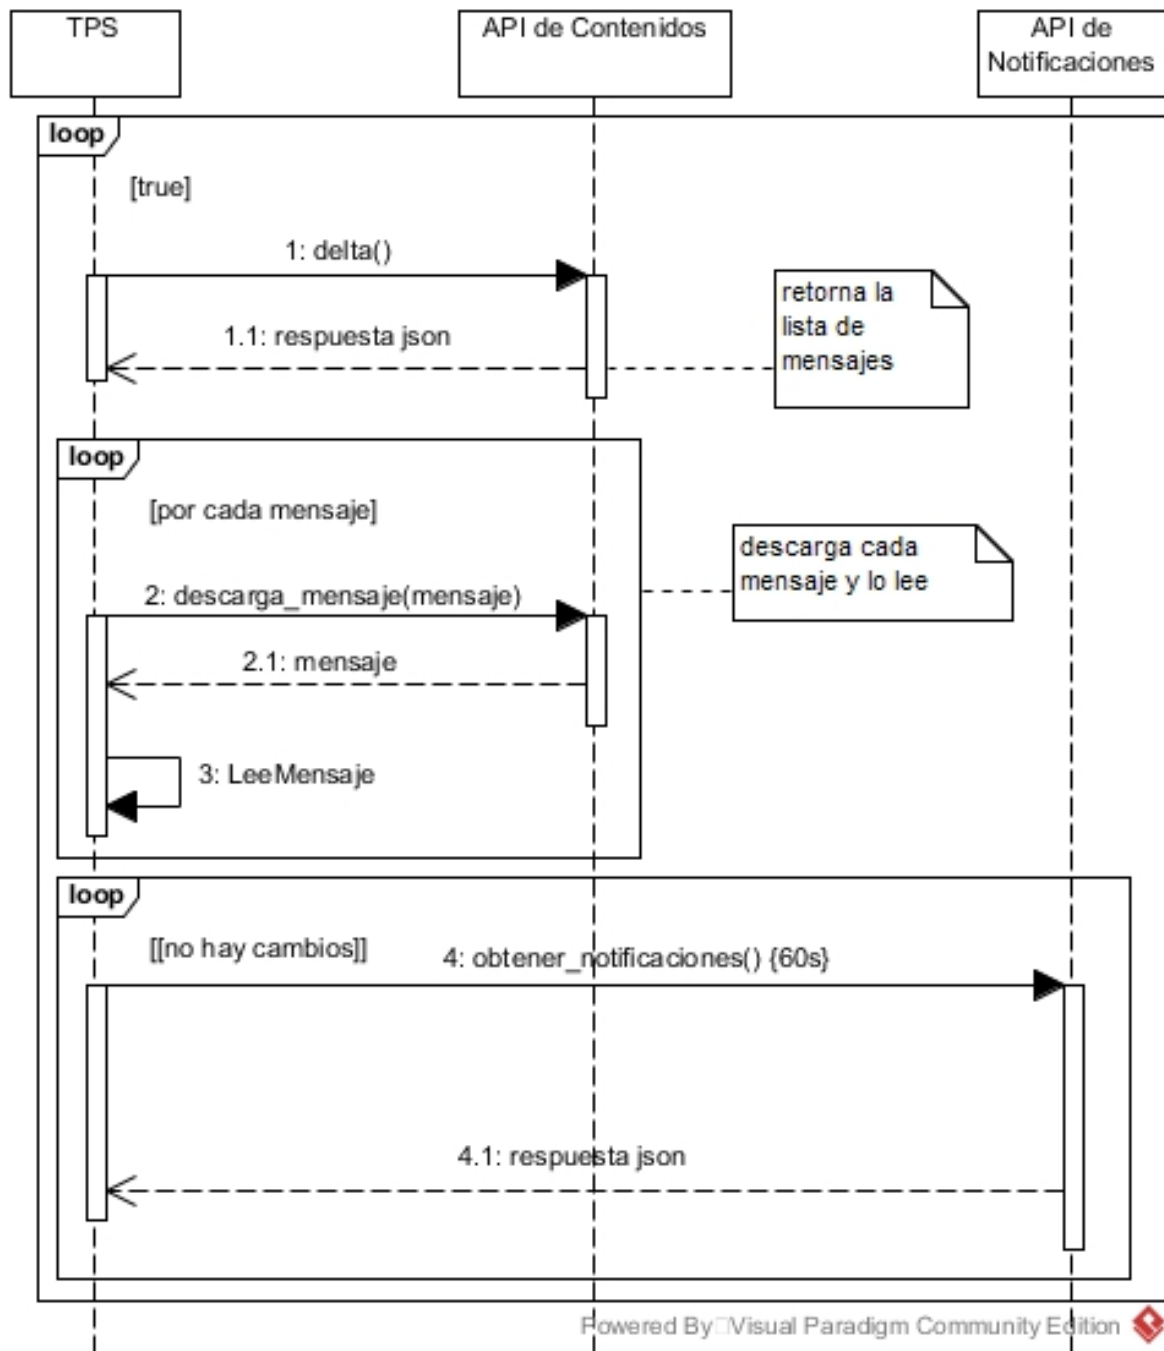 TPS
API de Contenidos
API de
Notificaciones
loop
[true]
1: delta()
retorna la
lista de
mensajes
1.1: respuesta json
loop
[por cada mensaje]
descarga cada
mensaje y lo lee
2: descarga_mensaje(mensaje)
2.1: mensaje
3: LeeMensaje
loop
[[no hay cambios]]
4: obtener_notificaciones() {60s}
4.1: respuesta json
Powered By Visual Paradigm Community Edition